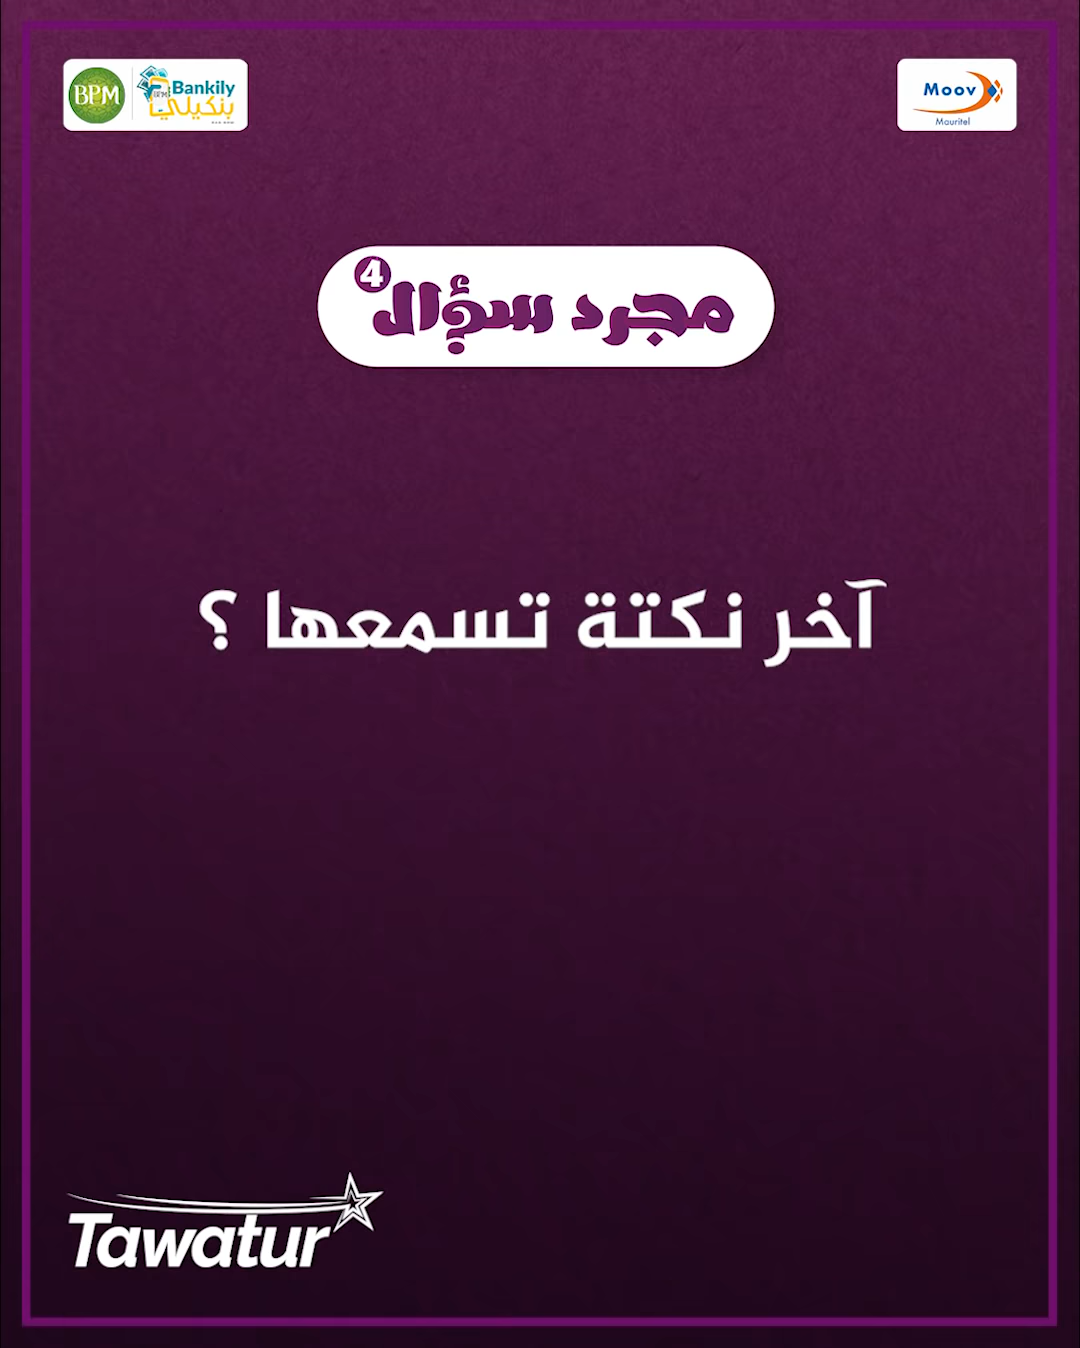 BPM
Bankily
بنكيلي
Moov
Mauritel
مجرد سؤال 4
آخر نكتة تسمعها ؟
Tawatur